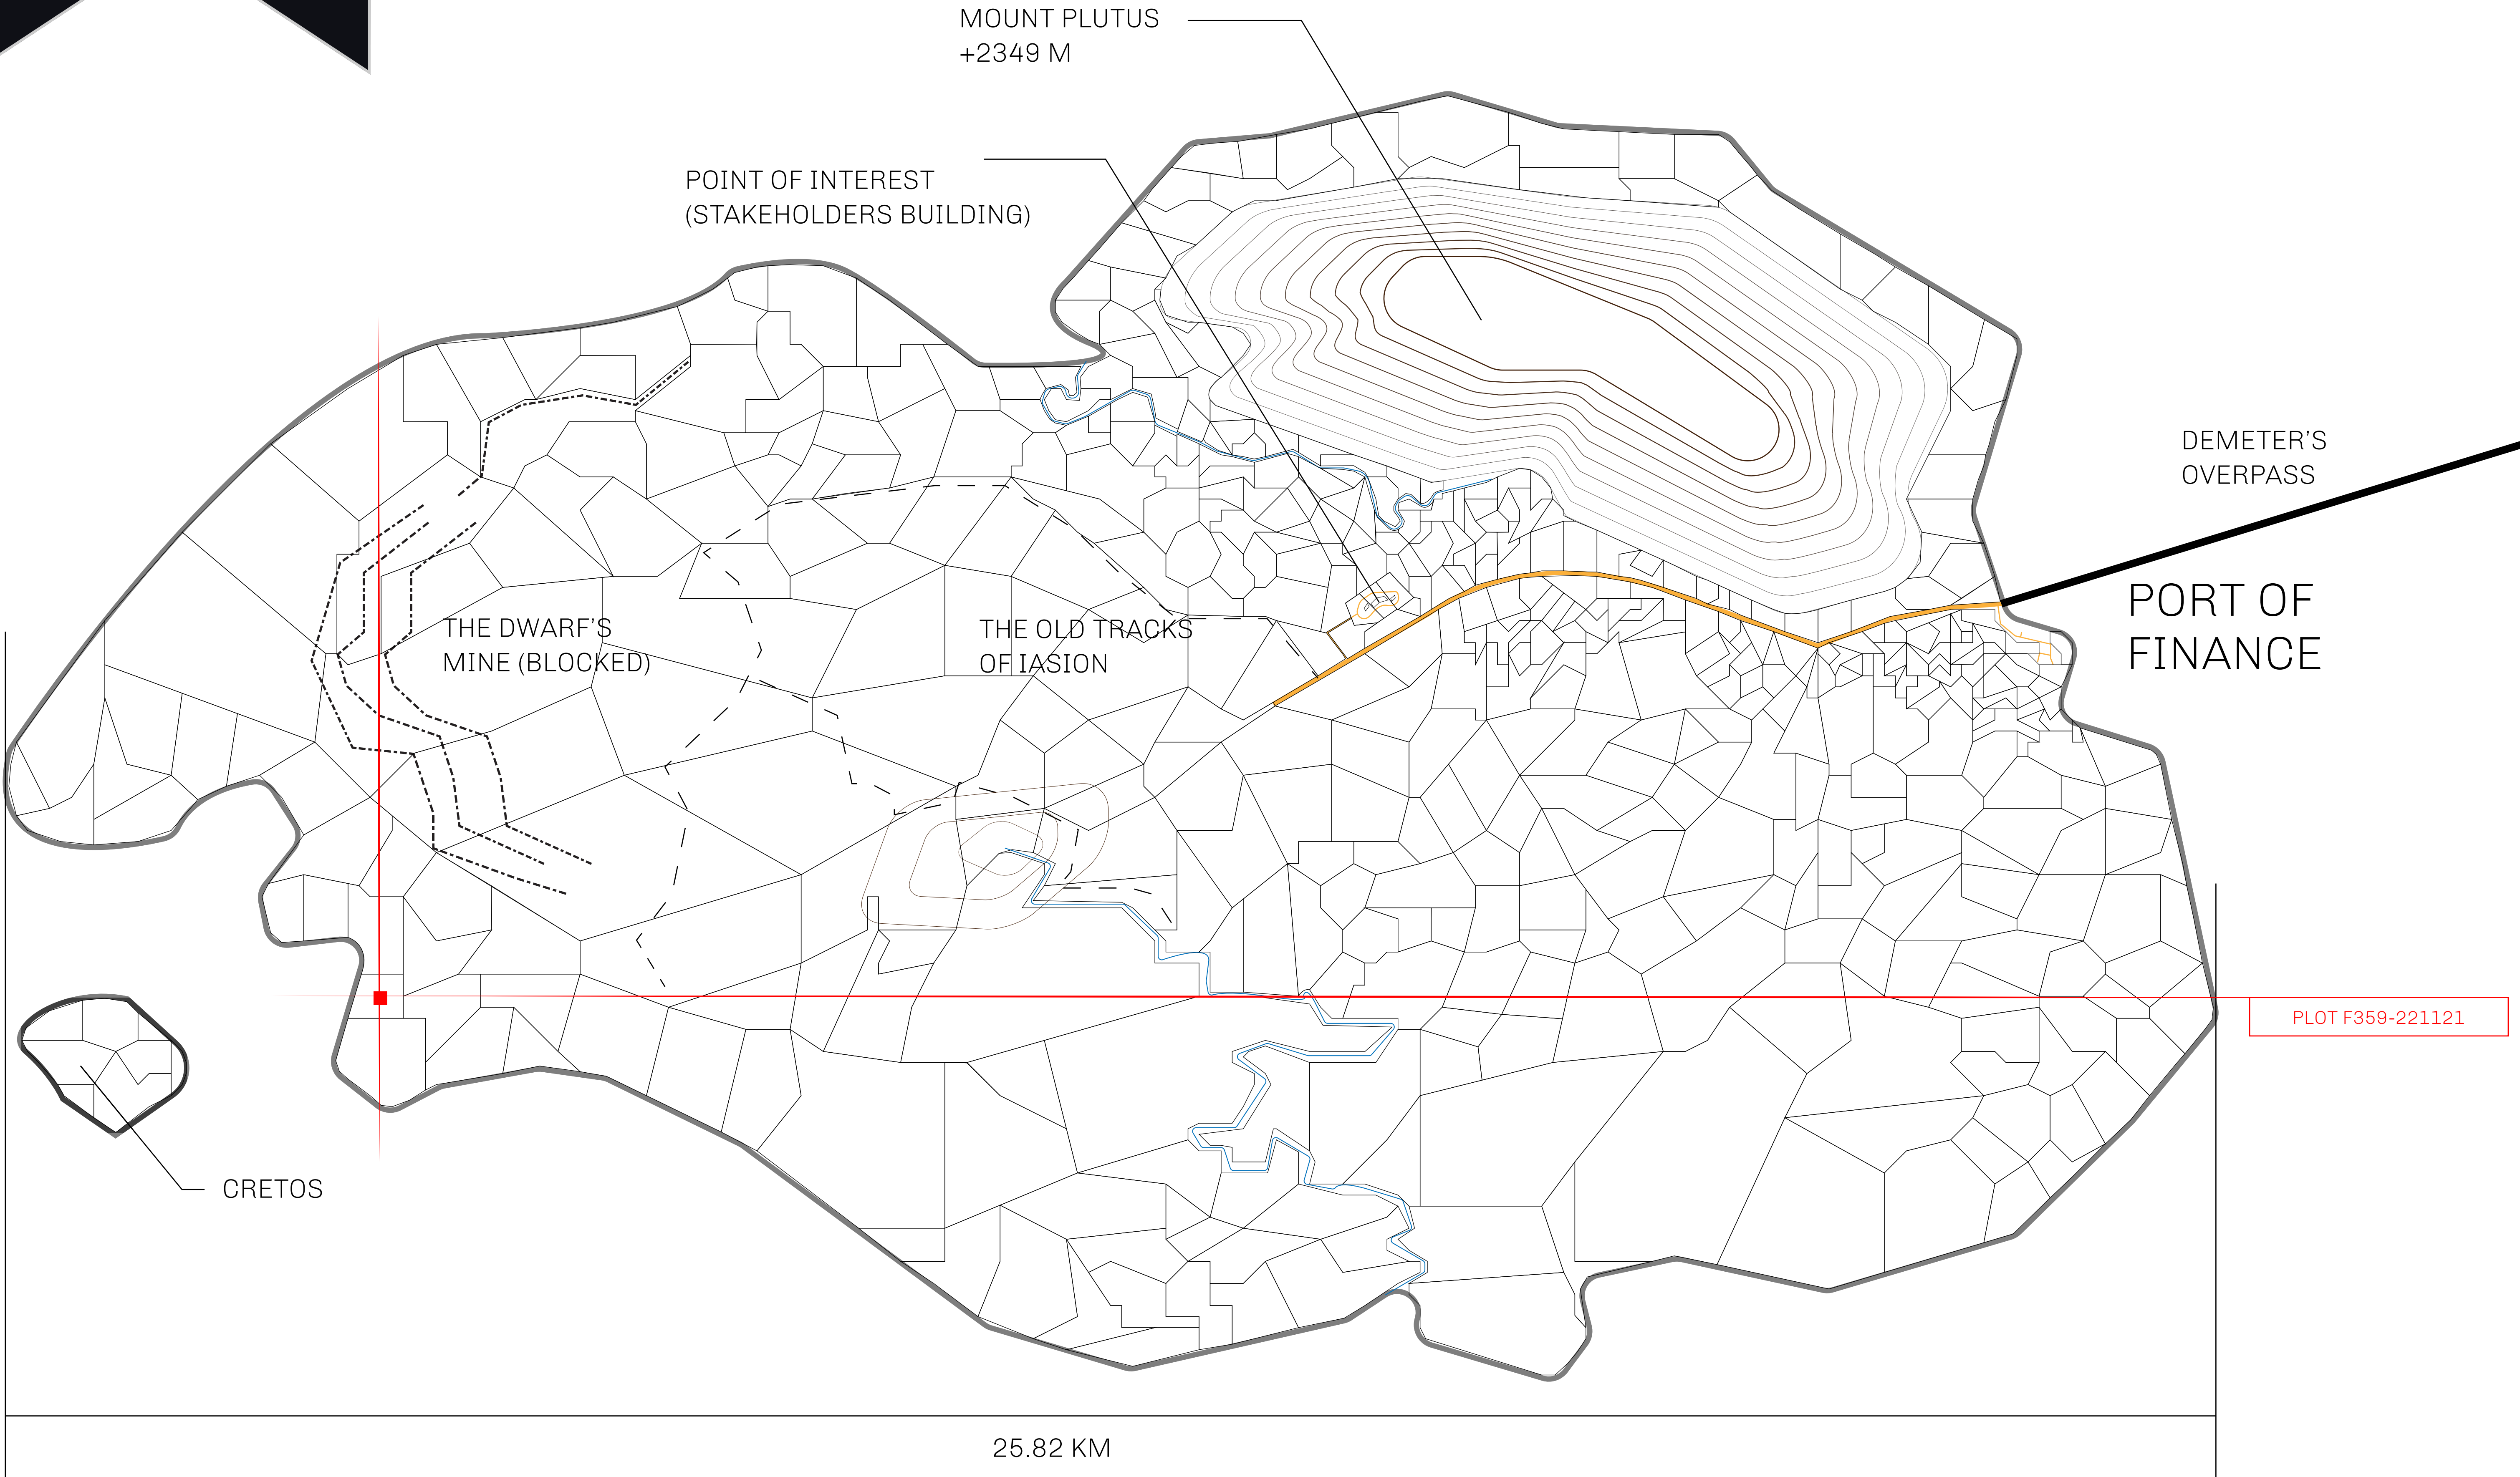 MOUNT PLUTUS
+2349 M
POINT OF INTEREST
(STAKEHOLDERS BUILDING)
DEMETER'S
OVERPASS
PORT OF
FINANCE
THE DWARF'S
MINE (BLOCKED)
THE OLD TRACKS
OF IASION
PLOT F359-221121
CRETOS
25.82 KM